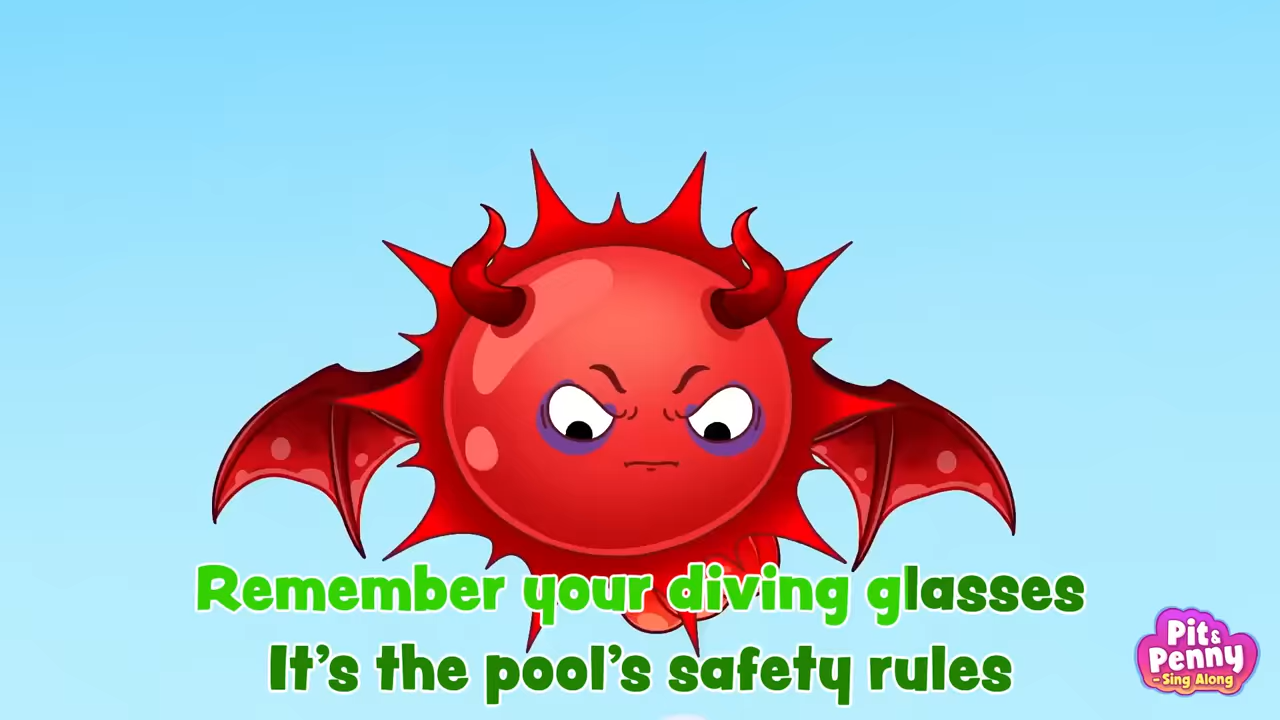 Remember your diving glasses
It's the pool's safety rules
Pit &
Penny
- Sing Along